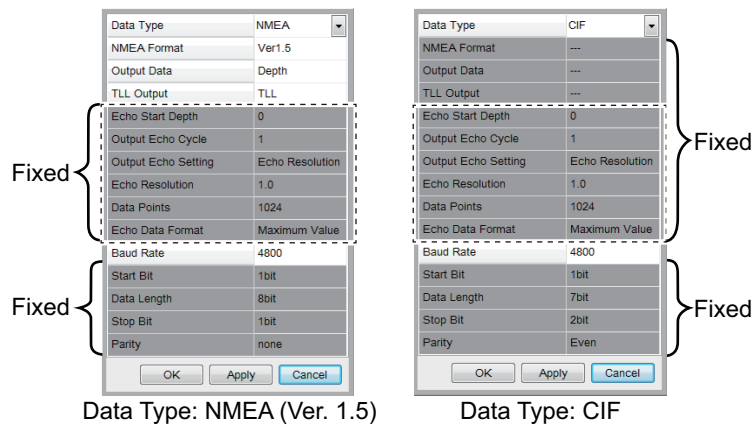 Data Type NMEA
NMEA Format Ver1.5
Output Data Depth
TLL Output TLL
Echo Start Depth 0
Output Echo Cycle 1
Output Echo Setting Echo Resolution
Echo Resolution 1.0
Data Points 1024
Echo Data Format Maximum Value
Baud Rate 4800
Start Bit 1bit
Data Length 8bit
Stop Bit 1bit
Parity none
OK Apply Cancel
Fixed
Fixed
Data Type: NMEA (Ver. 1.5)
Data Type CIF
NMEA Format ---
Output Data ---
TLL Output ---
Echo Start Depth 0
Output Echo Cycle 1
Output Echo Setting Echo Resolution
Echo Resolution 1.0
Data Points 1024
Echo Data Format Maximum Value
Baud Rate 4800
Start Bit 1bit
Data Length 7bit
Stop Bit 2bit
Parity Even
OK Apply Cancel
Fixed
Fixed
Data Type: CIF